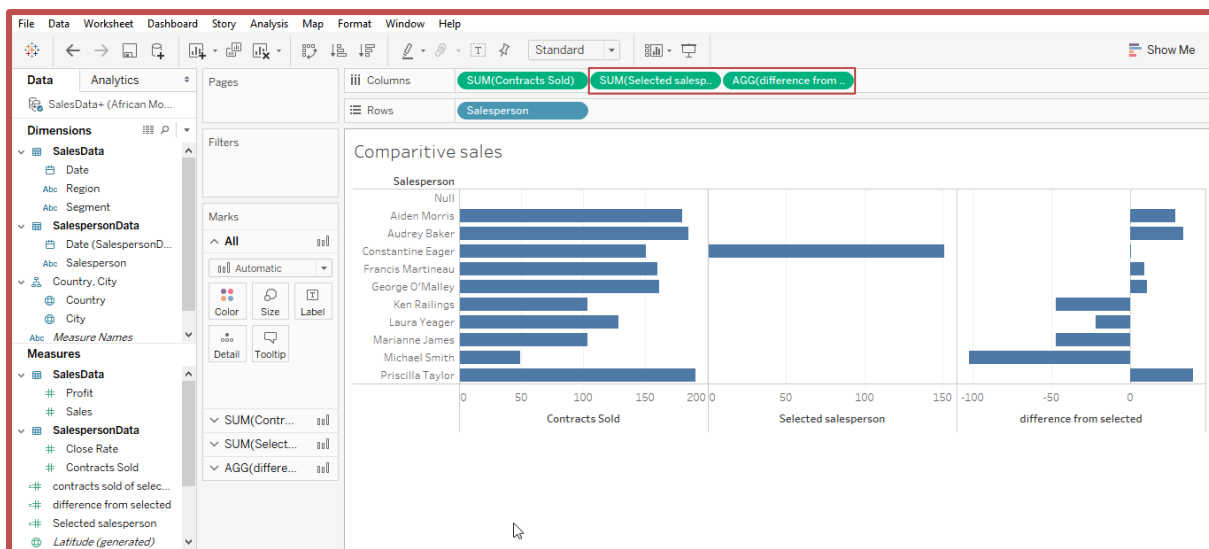 File Data Worksheet Dashboard Story Analysis Map Format Window Help
Standard Show Me
Data Analytics
SalesData+ (African Mo...
Dimensions
SalesData
Date
Abc Region
Abc Segment
SalespersonData
Date (SalespersonD...
Abc Salesperson
Country, City
Country
City
Abc Measure Names
Measures
SalesData
# Profit
# Sales
SalespersonData
# Close Rate
# Contracts Sold
=# contracts sold of selec...
=# difference from selected
=# Selected salesperson
Latitude (generated)
Pages
Filters
Marks
All
Automatic
Color Size Label
Detail Tooltip
SUM(Contr...
SUM(Select...
AGG(differe...
Columns SUM(Contracts Sold) SUM(Selected salesp.. AGG(difference from ..
Rows Salesperson
Comparitive sales
Salesperson
Null
Aiden Morris
Audrey Baker
Constantine Eager
Francis Martineau
George O'Malley
Ken Railings
Laura Yeager
Marianne James
Michael Smith
Priscilla Taylor
0 50 100 150 200 0 50 100 150 -100 -50 0
Contracts Sold Selected salesperson difference from selected